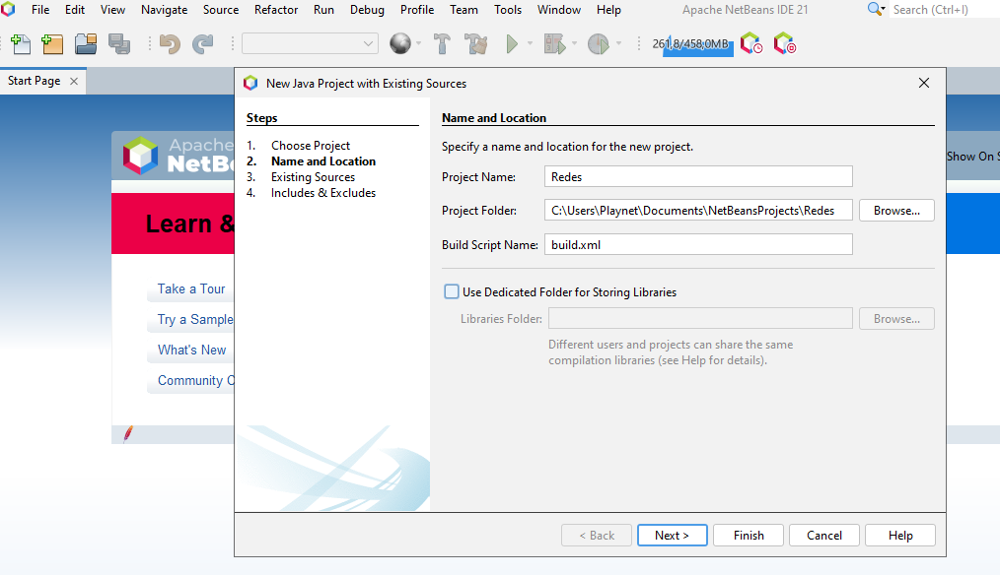 File Edit View Navigate Source Refactor Run Debug Profile Team Tools Window Help Apache NetBeans IDE 21 Search (Ctrl+I)
261,8/458,0MB
Start Page
Apache
NetB
Show On S
Learn &
Take a Tour
Try a Sample
What's New
Community C
New Java Project with Existing Sources
Steps
1. Choose Project
2. Name and Location
3. Existing Sources
4. Includes & Excludes
Name and Location
Specify a name and location for the new project.
Project Name: Redes
Project Folder: C:\Users\Playnet\Documents\NetBeansProjects\Redes Browse...
Build Script Name: build.xml
Use Dedicated Folder for Storing Libraries
Libraries Folder: Browse...
Different users and projects can share the same
compilation libraries (see Help for details).
< Back Next > Finish Cancel Help